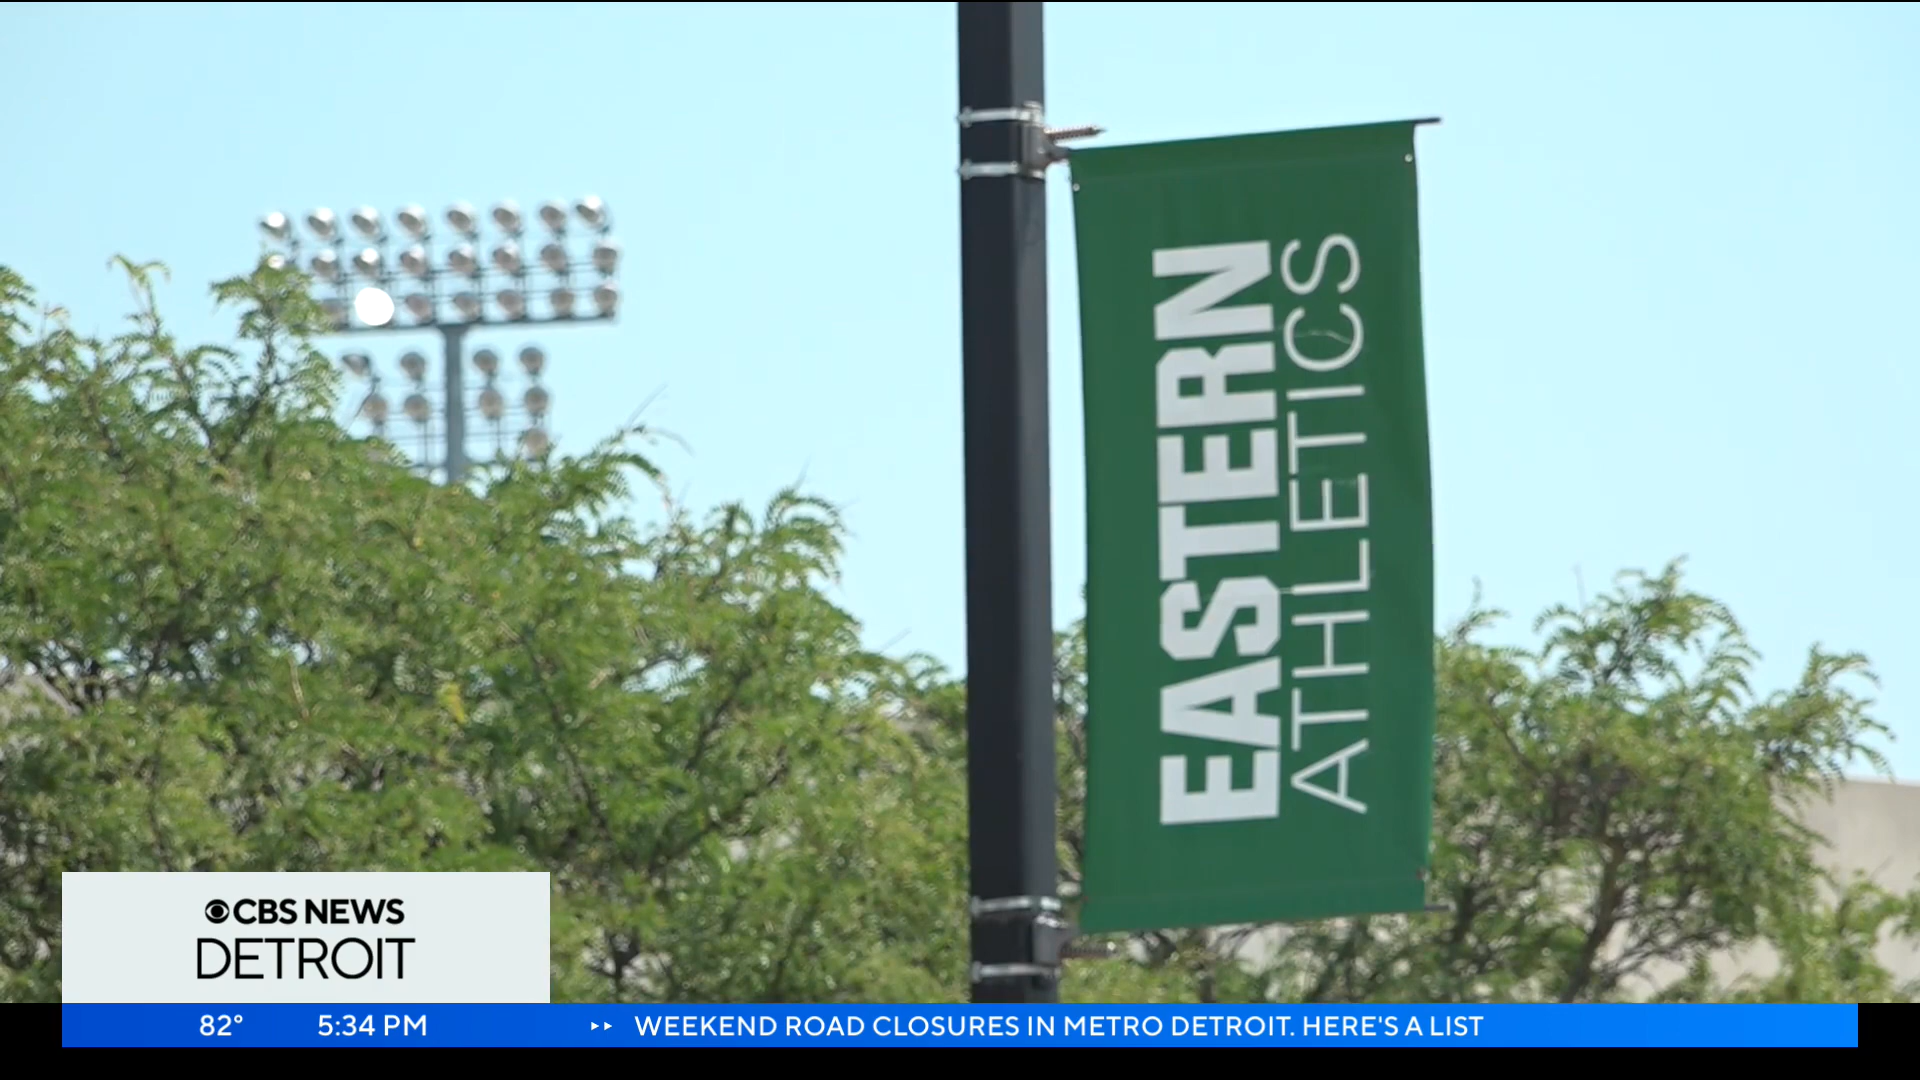 EASTERN
ATHLETICS
CBS NEWS
DETROIT
82° 5:34 PM WEEKEND ROAD CLOSURES IN METRO DETROIT. HERE'S A LIST